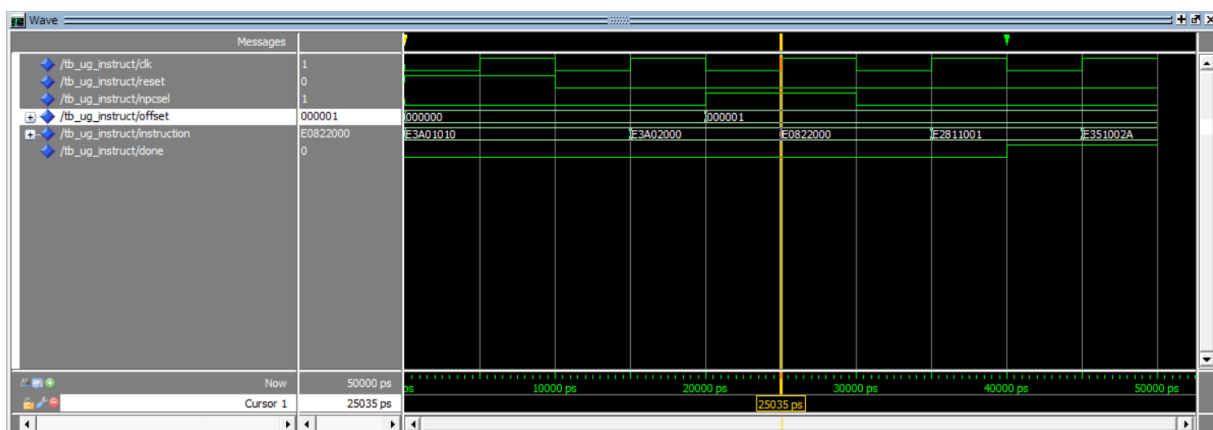 Wave
Messages
/tb_ug_instruct/clk 1
/tb_ug_instruct/reset 0
/tb_ug_instruct/npcsel 1
/tb_ug_instruct/offset 000001 000000 000001
/tb_ug_instruct/instruction E0822000 E3A01010 E3A02000 E0822000 E2811001 E351002A
/tb_ug_instruct/done 0
Now 50000 ps ps 10000 ps 20000 ps 30000 ps 40000 ps 50000 ps
Cursor 1 25035 ps 25035 ps